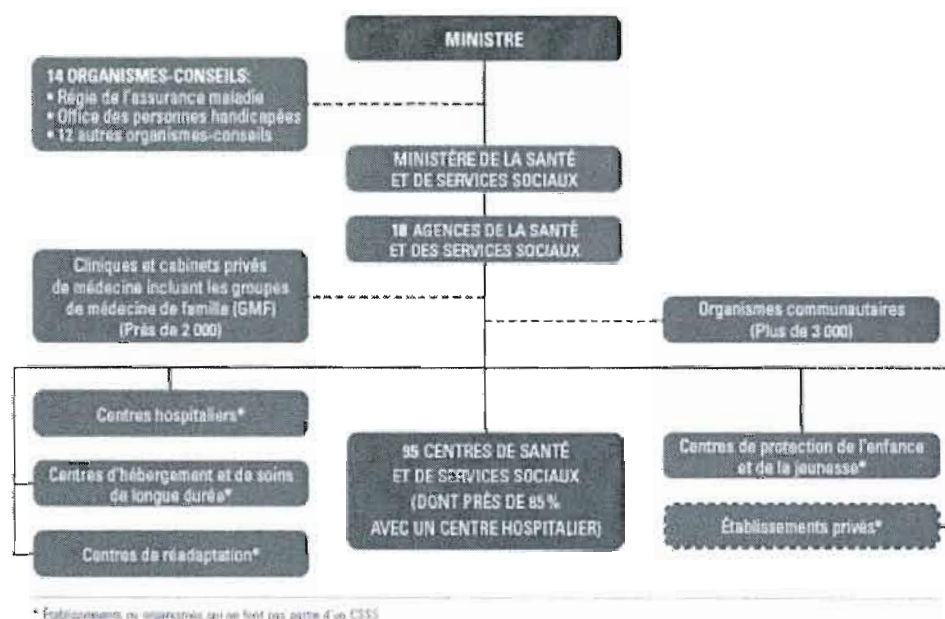 MINISTRE
14 ORGANISMES-CONSEILS:
• Régie de l'assurance maladie
• Office des personnes handicapées
• 12 autres organismes-conseils
MINISTÈRE DE LA SANTÉ
ET DE SERVICES SOCIAUX
18 AGENCES DE LA SANTÉ
ET DES SERVICES SOCIAUX
Cliniques et cabinets privés
de médecine incluant les groupes
de médecine de famille (GMF)
(Près de 2 000)
Organismes communautaires
(Plus de 3 000)
Centres hospitaliers*
Centres d'hébergement et de soins
de longue durée*
Centres de réadaptation*
95 CENTRES DE SANTÉ
ET DE SERVICES SOCIAUX
(DONT PRÈS DE 85%
AVEC UN CENTRE HOSPITALIER)
Centres de protection de l'enfance
et de la jeunesse*
Établissements privés*
* Établissements ou organismes qui ne font pas partie d'un CSSS